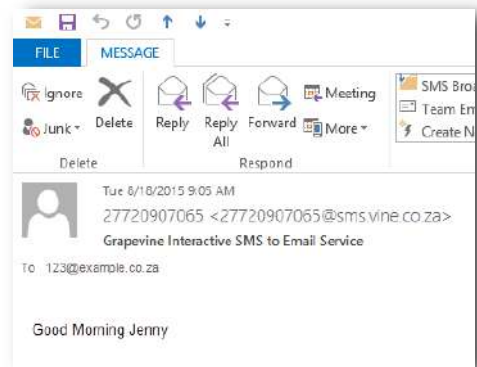 FILE MESSAGE
Ignore
Junk
Delete
Reply
Reply All
Forward
Meeting
More
SMS Broa
Team Em
Create N
Delete
Respond
Tue 8/18/2015 9:05 AM
27720907065 <27720907065@sms.vine.co.za>
Grapevine Interactive SMS to Email Service
To 123@example.co.za
Good Morning Jenny